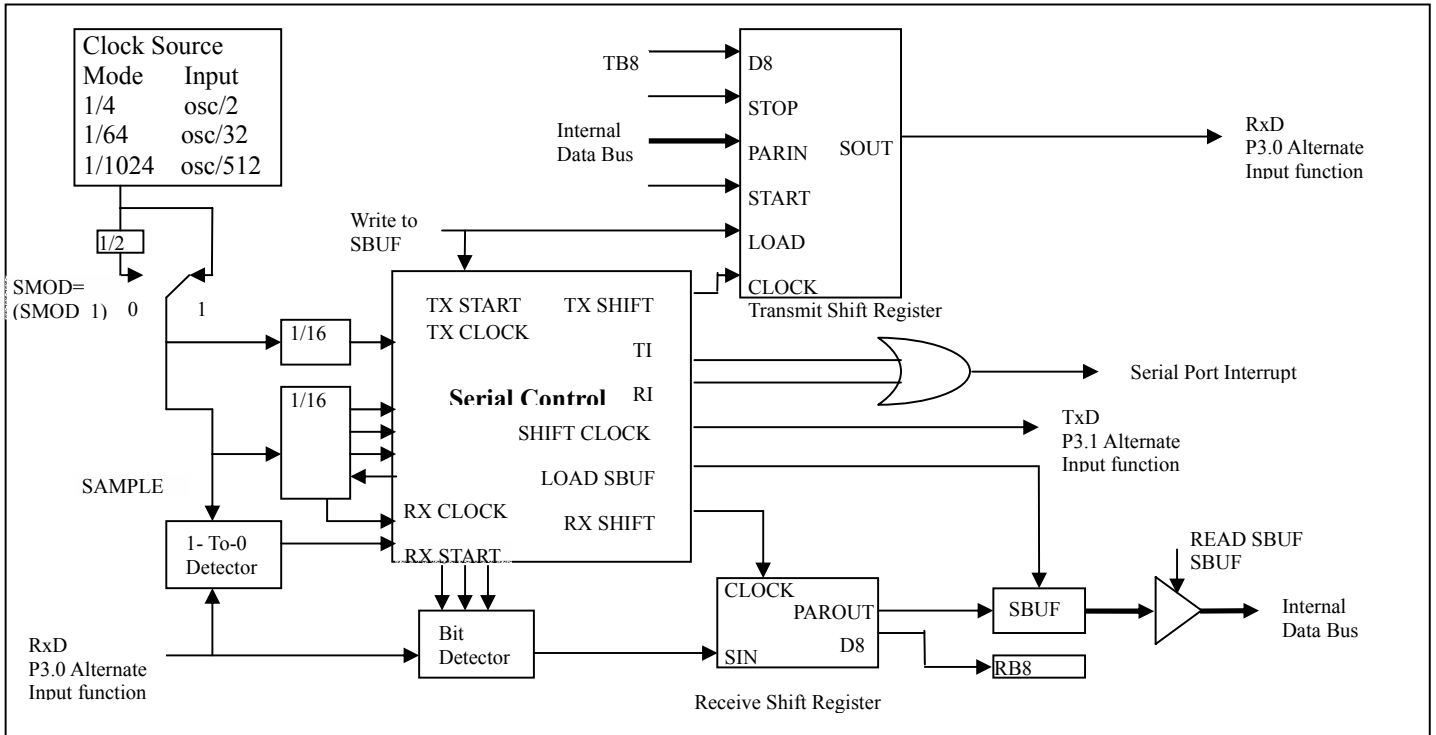 Clock Source
Mode Input
1/4 osc/2
1/64 osc/32
1/1024 osc/512
1/2
SMOD=
(SMOD_1) 0 1
TB8
Internal
Data Bus
D8
STOP
PARIN
START
LOAD
CLOCK
SOUT
Transmit Shift Register
RxD
P3.0 Alternate
Input function
Write to
SBUF
1/16
1/16
TX START
TX CLOCK
TX SHIFT
TI
RI
Serial Control
SHIFT CLOCK
LOAD SBUF
RX SHIFT
RX CLOCK
RX START
Serial Port Interrupt
TxD
P3.1 Alternate
Input function
SAMPLE
1- To-0
Detector
RxD
P3.0 Alternate
Input function
Bit
Detector
CLOCK
PAROUT
D8
SIN
Receive Shift Register
SBUF
RB8
READ SBUF
SBUF
Internal
Data Bus